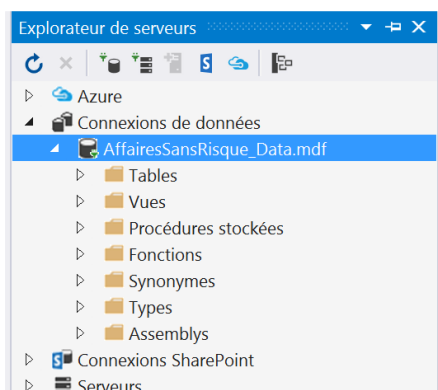 Explorateur de serveurs
Azure
Connexions de données
AffairesSansRisque_Data.mdf
Tables
Vues
Procédures stockées
Fonctions
Synonymes
Types
Assemblys
Connexions SharePoint
Serveurs